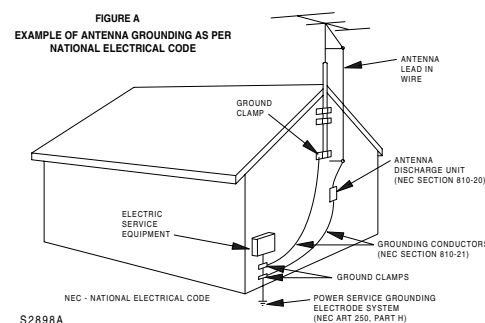 FIGURE A
EXAMPLE OF ANTENNA GROUNDING AS PER
NATIONAL ELECTRICAL CODE
ANTENNA
LEAD IN
WIRE
GROUND
CLAMP
ANTENNA
DISCHARGE UNIT
(NEC SECTION 810-20)
ELECTRIC
SERVICE
EQUIPMENT
GROUNDING CONDUCTORS
(NEC SECTION 810-21)
GROUND CLAMPS
NEC - NATIONAL ELECTRICAL CODE
POWER SERVICE GROUNDING
ELECTRODE SYSTEM
(NEC ART 250, PART H)
S2898A